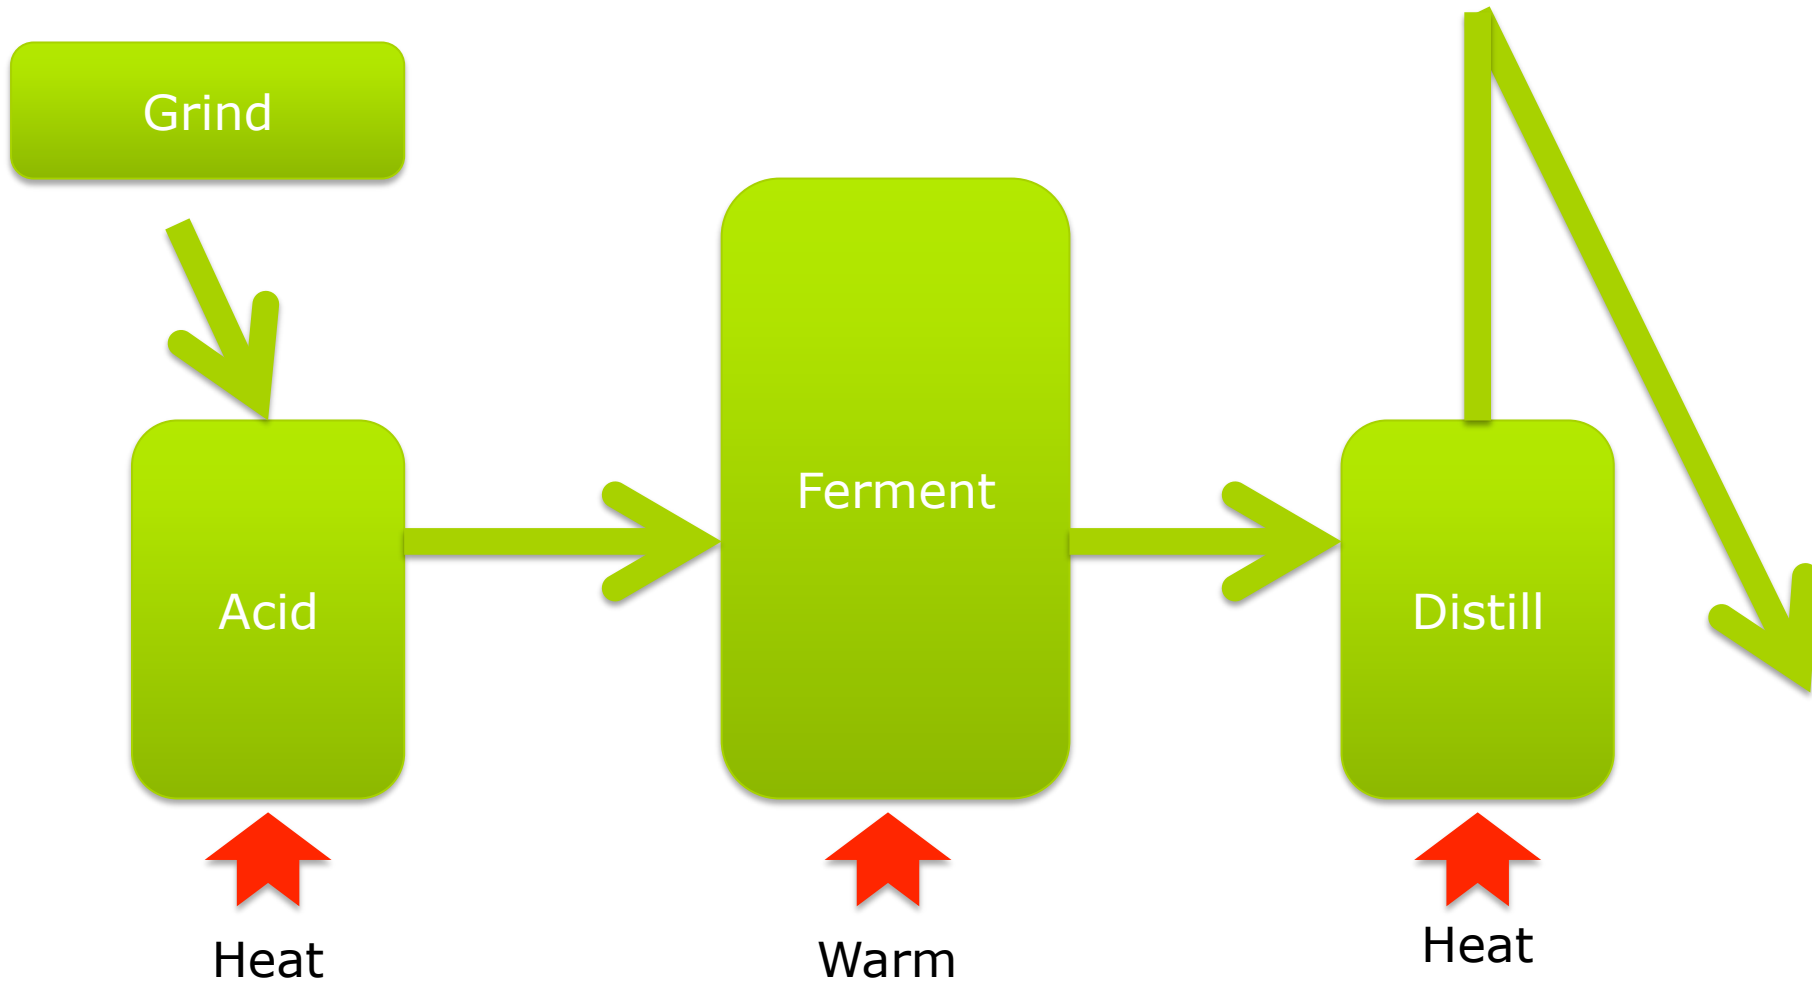 Grind
Acid
Ferment
Distill
Heat
Warm
Heat